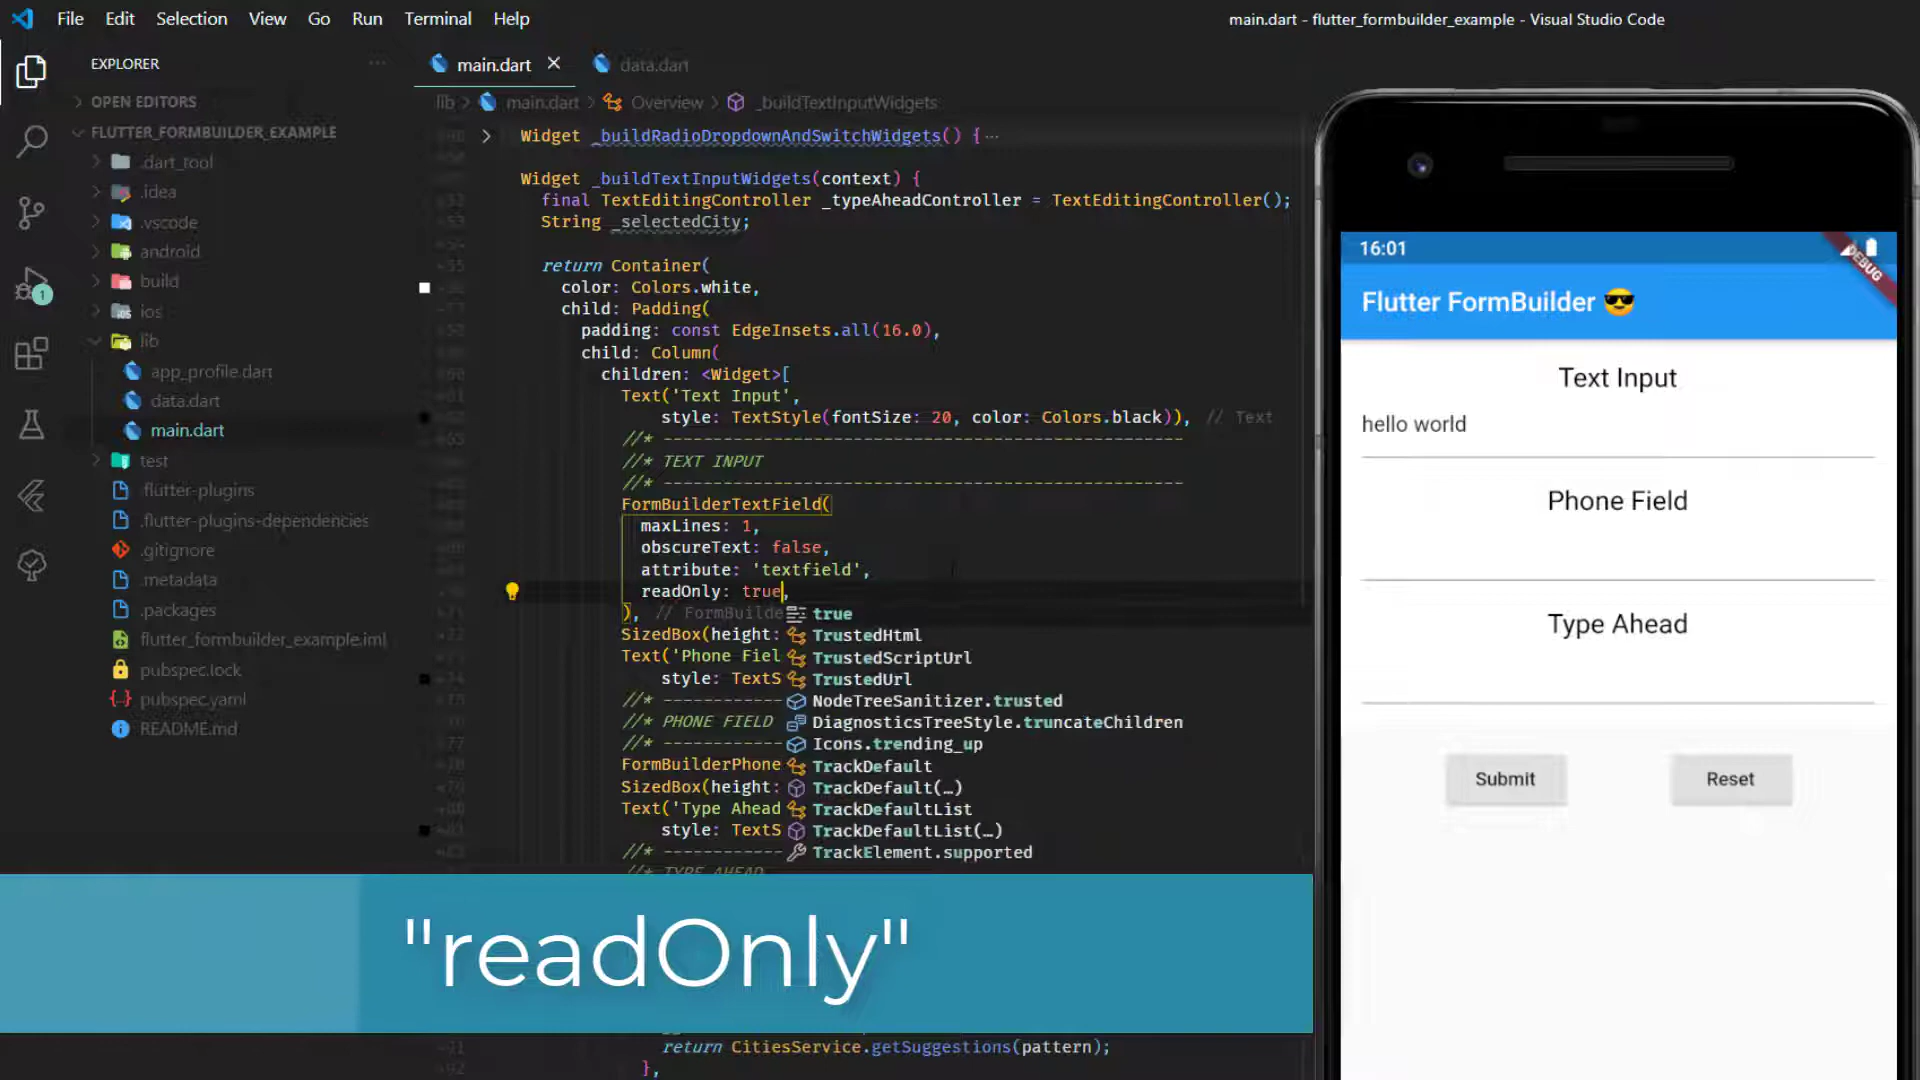 File Edit Selection View Go Run Terminal Help
main.dart - flutter_formbuilder_example - Visual Studio Code
EXPLORER
OPEN EDITORS
FLUTTER_FORMBUILDER_EXAMPLE
.dart_tool
.idea
.vscode
android
build
ios
lib
app_profile.dart
data.dart
main.dart
test
.flutter-plugins
.flutter-plugins-dependencies
.gitignore
.metadata
.packages
flutter_formbuilder_example.iml
pubspec.lock
pubspec.yaml
README.md
1
main.dart data.dart
lib > main.dart > Overview > _buildTextInputWidgets
Widget _buildRadioDropdownAndSwitchWidgets() {...
Widget _buildTextInputWidgets(context) {
final TextEditingController _typeAheadController = TextEditingController();
String _selectedCity;
return Container(
color: Colors.white,
child: Padding(
padding: const EdgeInsets.all(16.0),
child: Column(
children: <Widget>[
Text('Text Input',
style: TextStyle(fontSize: 20, color: Colors.black)), // Text
//* ----------------------------------------------------
//* TEXT INPUT
//* ----------------------------------------------------
FormBuilderTextField(
maxLines: 1,
obscureText: false,
attribute: 'textfield',
readOnly: true,
), // FormBuilde
SizedBox(height:
Text('Phone Fiel
style: TextS
//* ------------
//* PHONE FIELD
//* ------------
FormBuilderPhone
SizedBox(height:
Text('Type Ahead
style: TextS
//* ------------
//* TYPE AHEAD
true
TrustedHtml
TrustedScriptUrl
TrustedUrl
NodeTreeSanitizer.trusted
DiagnosticsTreeStyle.truncateChildren
Icons.trending_up
TrackDefault
TrackDefault(…)
TrackDefaultList
TrackDefaultList(…)
TrackElement.supported
"readOnly"
return CitiesService.getSuggestions(pattern);
},
16:01
DEBUG
Flutter FormBuilder 😎
Text Input
hello world
Phone Field
Type Ahead
Submit Reset